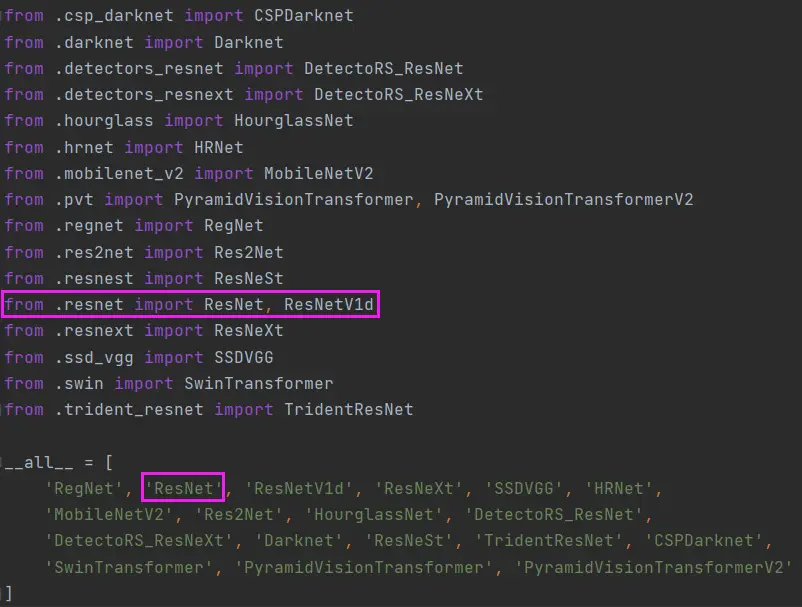 from .csp_darknet import CSPDarknet
from .darknet import Darknet
from .detectors_resnet import DetectoRS_ResNet
from .detectors_resnext import DetectoRS_ResNeXt
from .hourglass import HourglassNet
from .hrnet import HRNet
from .mobilenet_v2 import MobileNetV2
from .pvt import PyramidVisionTransformer, PyramidVisionTransformerV2
from .regnet import RegNet
from .res2net import Res2Net
from .resnest import ResNeSt
from .resnet import ResNet, ResNetV1d
from .resnext import ResNeXt
from .ssd_vgg import SSDVGG
from .swin import SwinTransformer
from .trident_resnet import TridentResNet
__all__ = [
'RegNet', 'ResNet', 'ResNetV1d', 'ResNeXt', 'SSDVGG', 'HRNet',
'MobileNetV2', 'Res2Net', 'HourglassNet', 'DetectoRS_ResNet',
'DetectoRS_ResNeXt', 'Darknet', 'ResNeSt', 'TridentResNet', 'CSPDarknet',
'SwinTransformer', 'PyramidVisionTransformer', 'PyramidVisionTransformerV2'
]